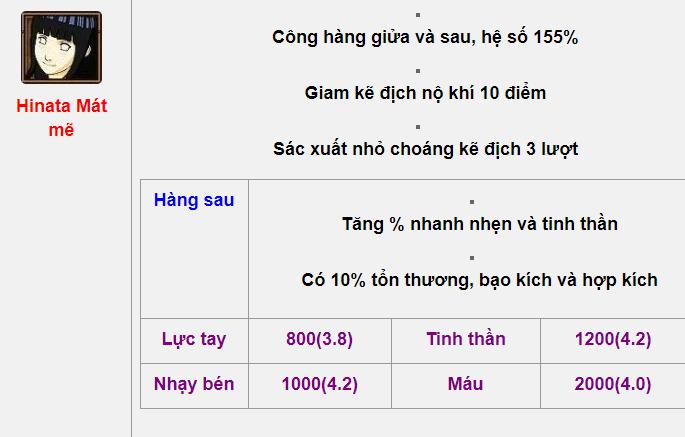 Công hàng giửa và sau, hệ số 155%
Giam kẽ địch nộ khí 10 điểm
Sác xuất nhỏ choáng kẽ địch 3 lượt
Hinata Mát
mẽ
Hàng sau
Tăng % nhanh nhẹn và tinh thần
Có 10% tổn thương, bạo kích và hợp kích
Lực tay 800(3.8) Tinh thần 1200(4.2)
Nhạy bén 1000(4.2) Máu 2000(4.0)